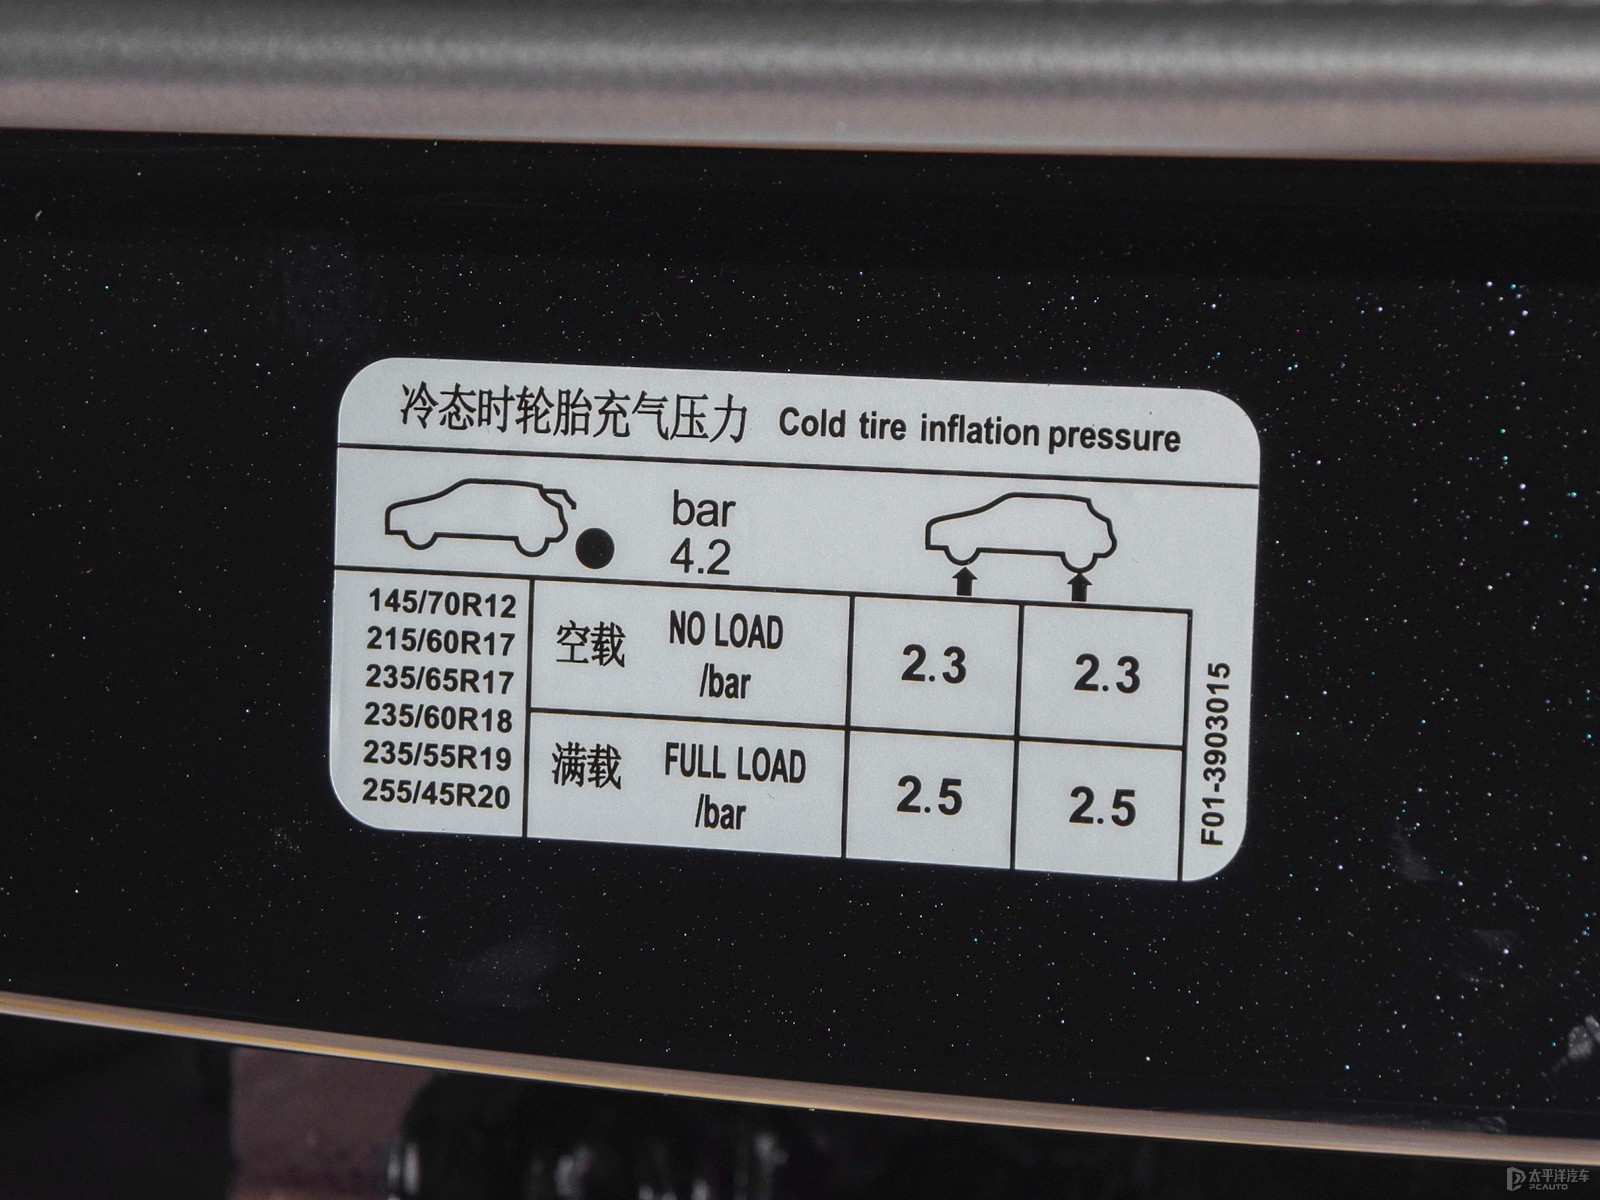 冷态时轮胎充气压力 Cold tire inflation pressure
bar
4.2
145/70R12
215/60R17
235/65R17
235/60R18
235/55R19
255/45R20
空载 NO LOAD
/bar
2.3 2.3
满载 FULL LOAD
/bar
2.5 2.5
F01-3903015
太平洋汽车
PCAUTO